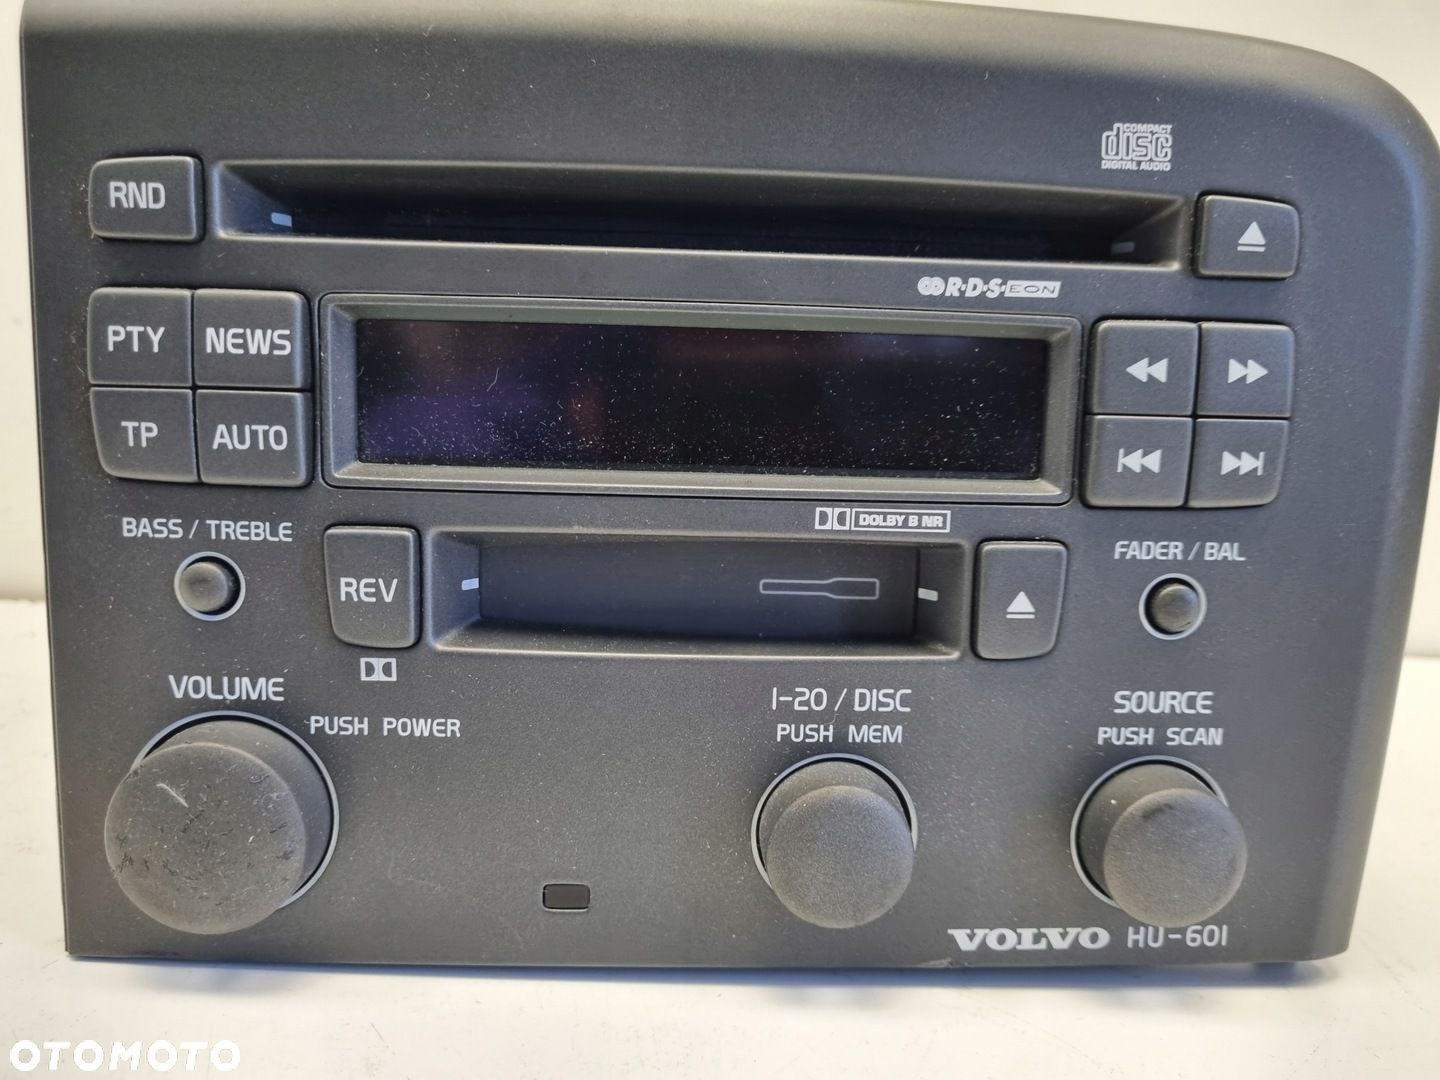 COMPACT
disc
DIGITAL AUDIO
RND
R·D·S·EON
PTY
NEWS
TP
AUTO
BASS / TREBLE
DOLBY B NR
FADER / BAL
REV
VOLUME
PUSH POWER
1-20 / DISC
PUSH MEM
SOURCE
PUSH SCAN
VOLVO HU-601
OTOMOTO